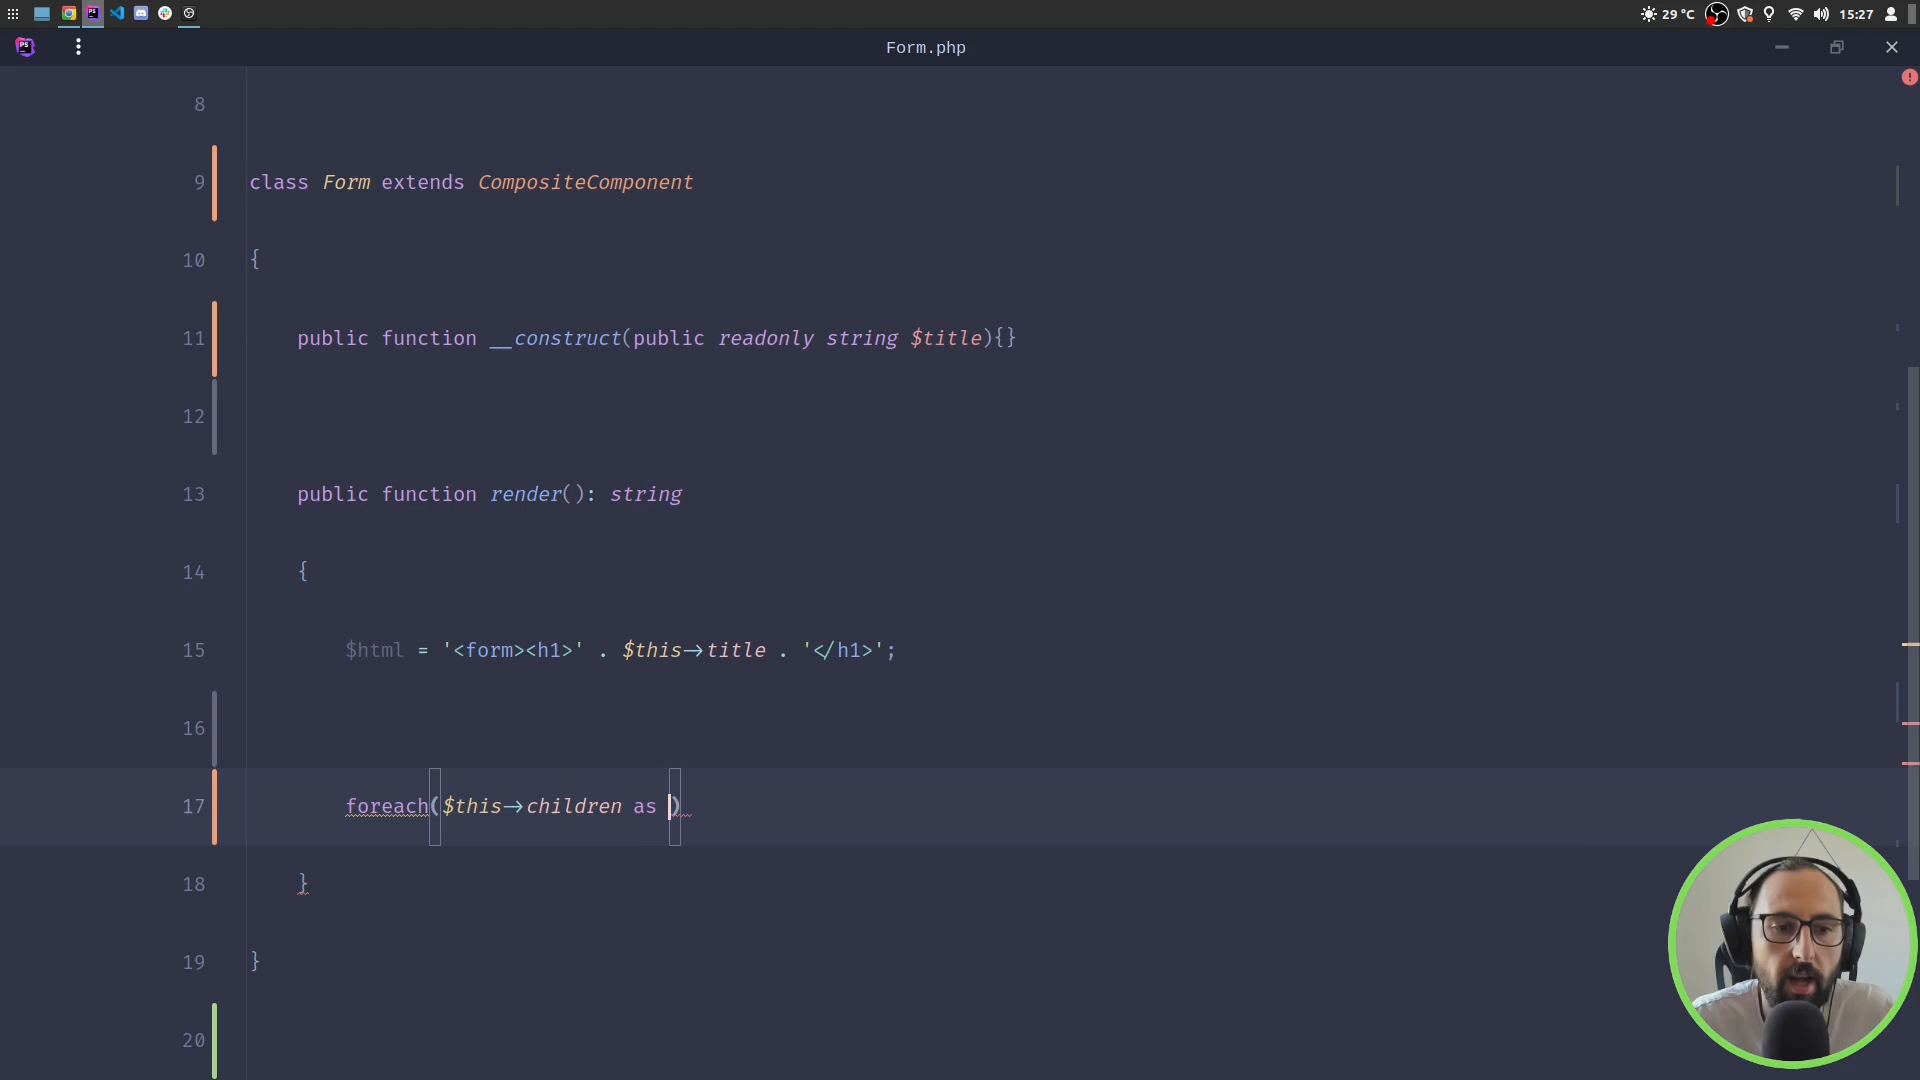 29 °C
15:27
PS
Form.php
8
9 class Form extends CompositeComponent
10 {
11 public function __construct(public readonly string $title){}
12
13 public function render(): string
14 {
15 $html = '<form><h1>' . $this->title . '</h1>';
16
17 foreach($this->children as )
18 }
19 }
20